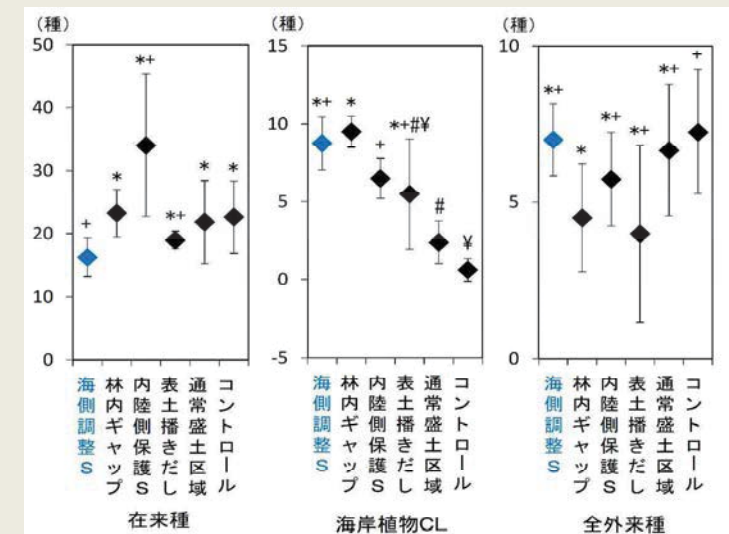 (種)
50
40
30
20
10
0
*+
*
+
*
*+
*
*
海側調整S
林内ギャップ
内陸側保護S
表土播きだし
通常盛土区域
コントロール
在来種
(種)
15
10
5
0
-5
*+
*
+
*+#¥
#
¥
海側調整S
林内ギャップ
内陸側保護S
表土播きだし
通常盛土区域
コントロール
海岸植物CL
(種)
10
5
0
*+
*
*+
*+
*+
+
海側調整S
林内ギャップ
内陸側保護S
表土播きだし
通常盛土区域
コントロール
全外来種